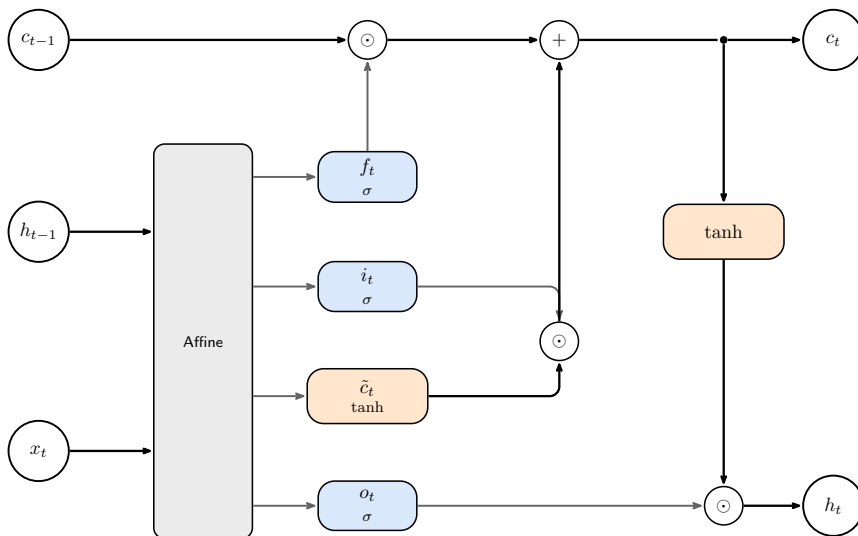 c_{t−1}
⊙
+
c_t
f_t
σ
h_{t−1}
tanh
i_t
σ
Affine
⊙
c̃_t
tanh
x_t
o_t
σ
⊙
h_t